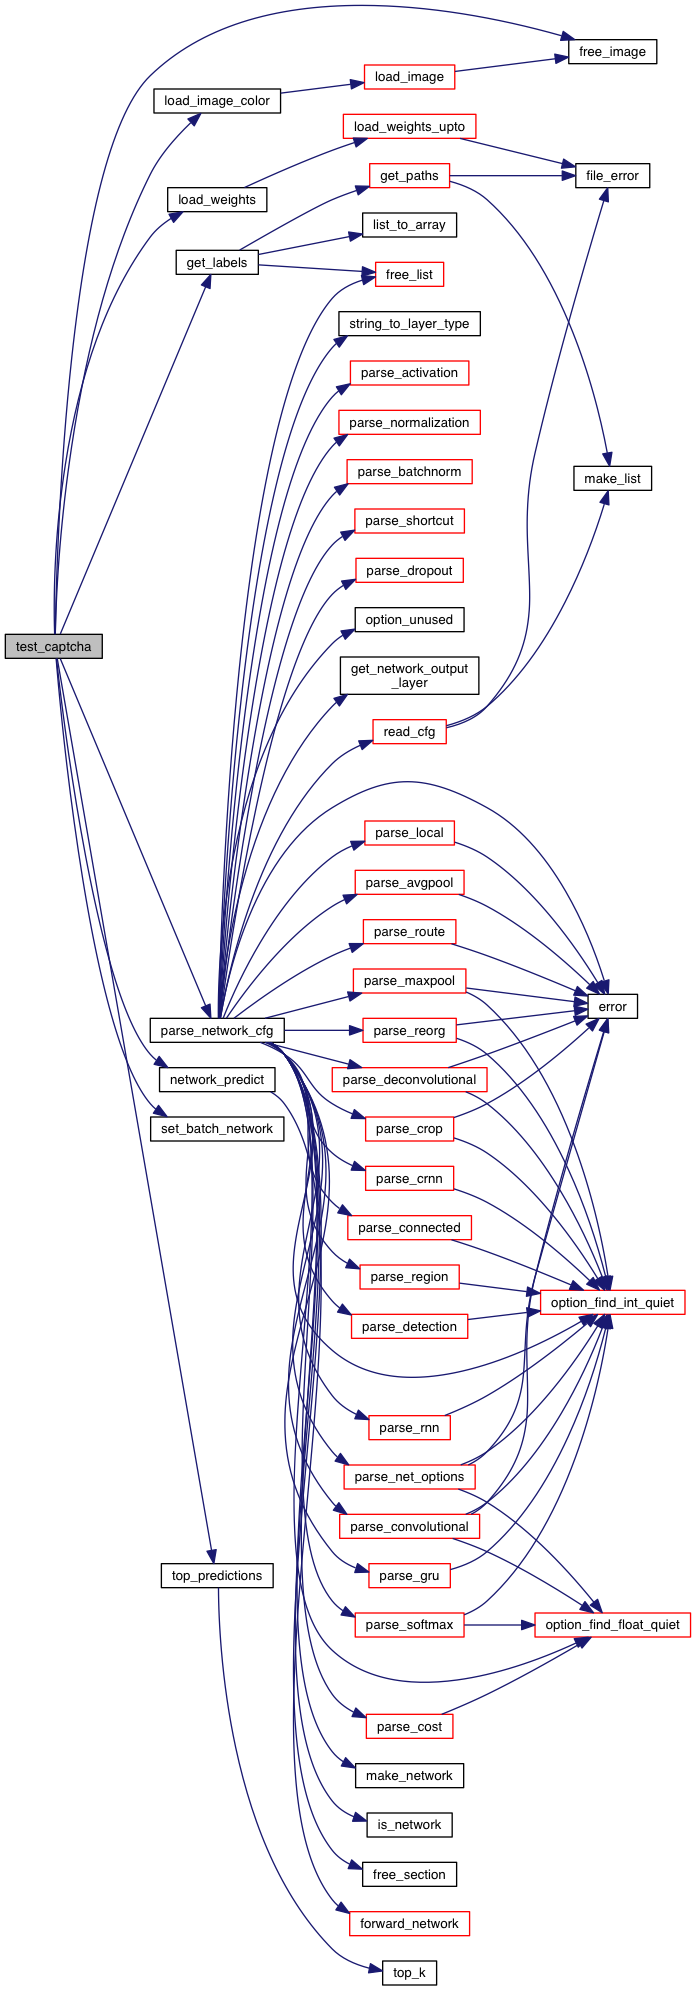 free_image
load_image
load_image_color
load_weights_upto
get_paths
file_error
load_weights
list_to_array
get_labels
free_list
string_to_layer_type
parse_activation
parse_normalization
parse_batchnorm
make_list
parse_shortcut
parse_dropout
option_unused
test_captcha
get_network_output
_layer
read_cfg
parse_local
parse_avgpool
parse_route
parse_maxpool
error
parse_network_cfg
parse_reorg
network_predict
parse_deconvolutional
set_batch_network
parse_crop
parse_crnn
parse_connected
parse_region
option_find_int_quiet
parse_detection
parse_rnn
parse_net_options
parse_convolutional
top_predictions
parse_gru
parse_softmax
option_find_float_quiet
parse_cost
make_network
is_network
free_section
forward_network
top_k